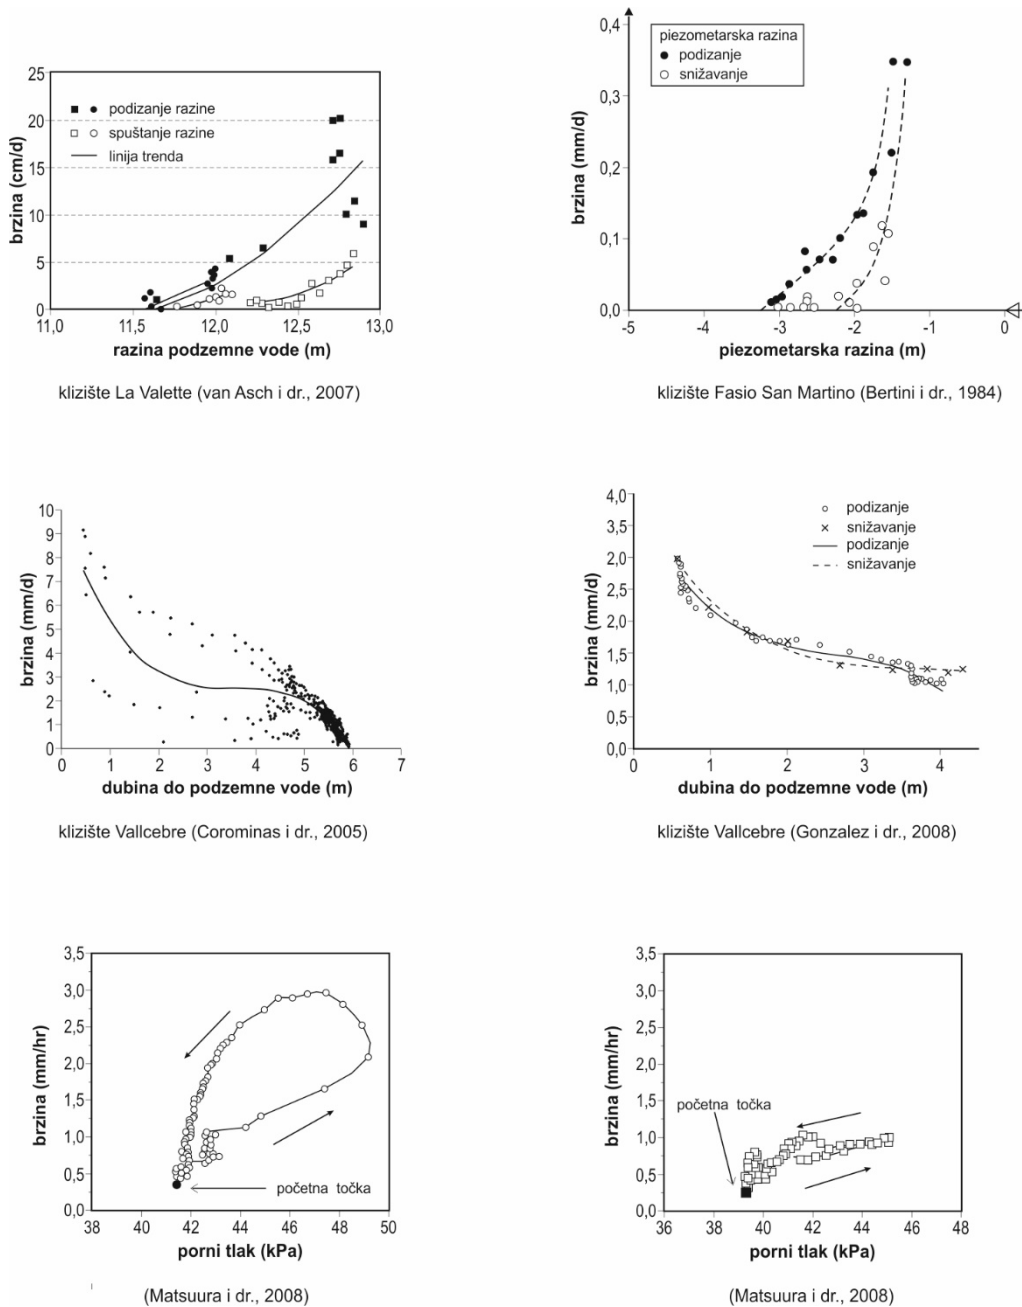 25
20
15
10
5
0
brzina (cm/d)
podizanje razine
spuštanje razine
linija trenda
11,0 11,5 12,0 12,5 13,0
razina podzemne vode (m)
klizište La Valette (van Asch i dr., 2007)
0,4
0,3
0,2
0,1
0,0
brzina (mm/d)
piezometarska razina
podizanje
snižavanje
-5 -4 -3 -2 -1 0
piezometarska razina (m)
klizište Fasio San Martino (Bertini i dr., 1984)
10
9
8
7
6
5
4
3
2
1
0
brzina (mm/d)
0 1 2 3 4 5 6 7
dubina do podzemne vode (m)
klizište Vallcebre (Corominas i dr., 2005)
4,0
3,5
2,0
2,5
2,0
1,5
1,0
0,5
0,0
brzina (mm/d)
podizanje
snižavanje
podizanje
snižavanje
0 1 2 3 4
dubina do podzemne vode (m)
klizište Vallcebre (Gonzalez i dr., 2008)
3,5
3,0
2,5
2,0
1,5
1,0
0,5
0,0
brzina (mm/hr)
početna točka
38 40 42 44 46 48 50
porni tlak (kPa)
(Matsuura i dr., 2008)
3,5
3,0
2,5
2,0
1,5
1,0
0,5
0,0
brzina (mm/hr)
početna točka
36 38 40 42 44 46 48
porni tlak (kPa)
(Matsuura i dr., 2008)